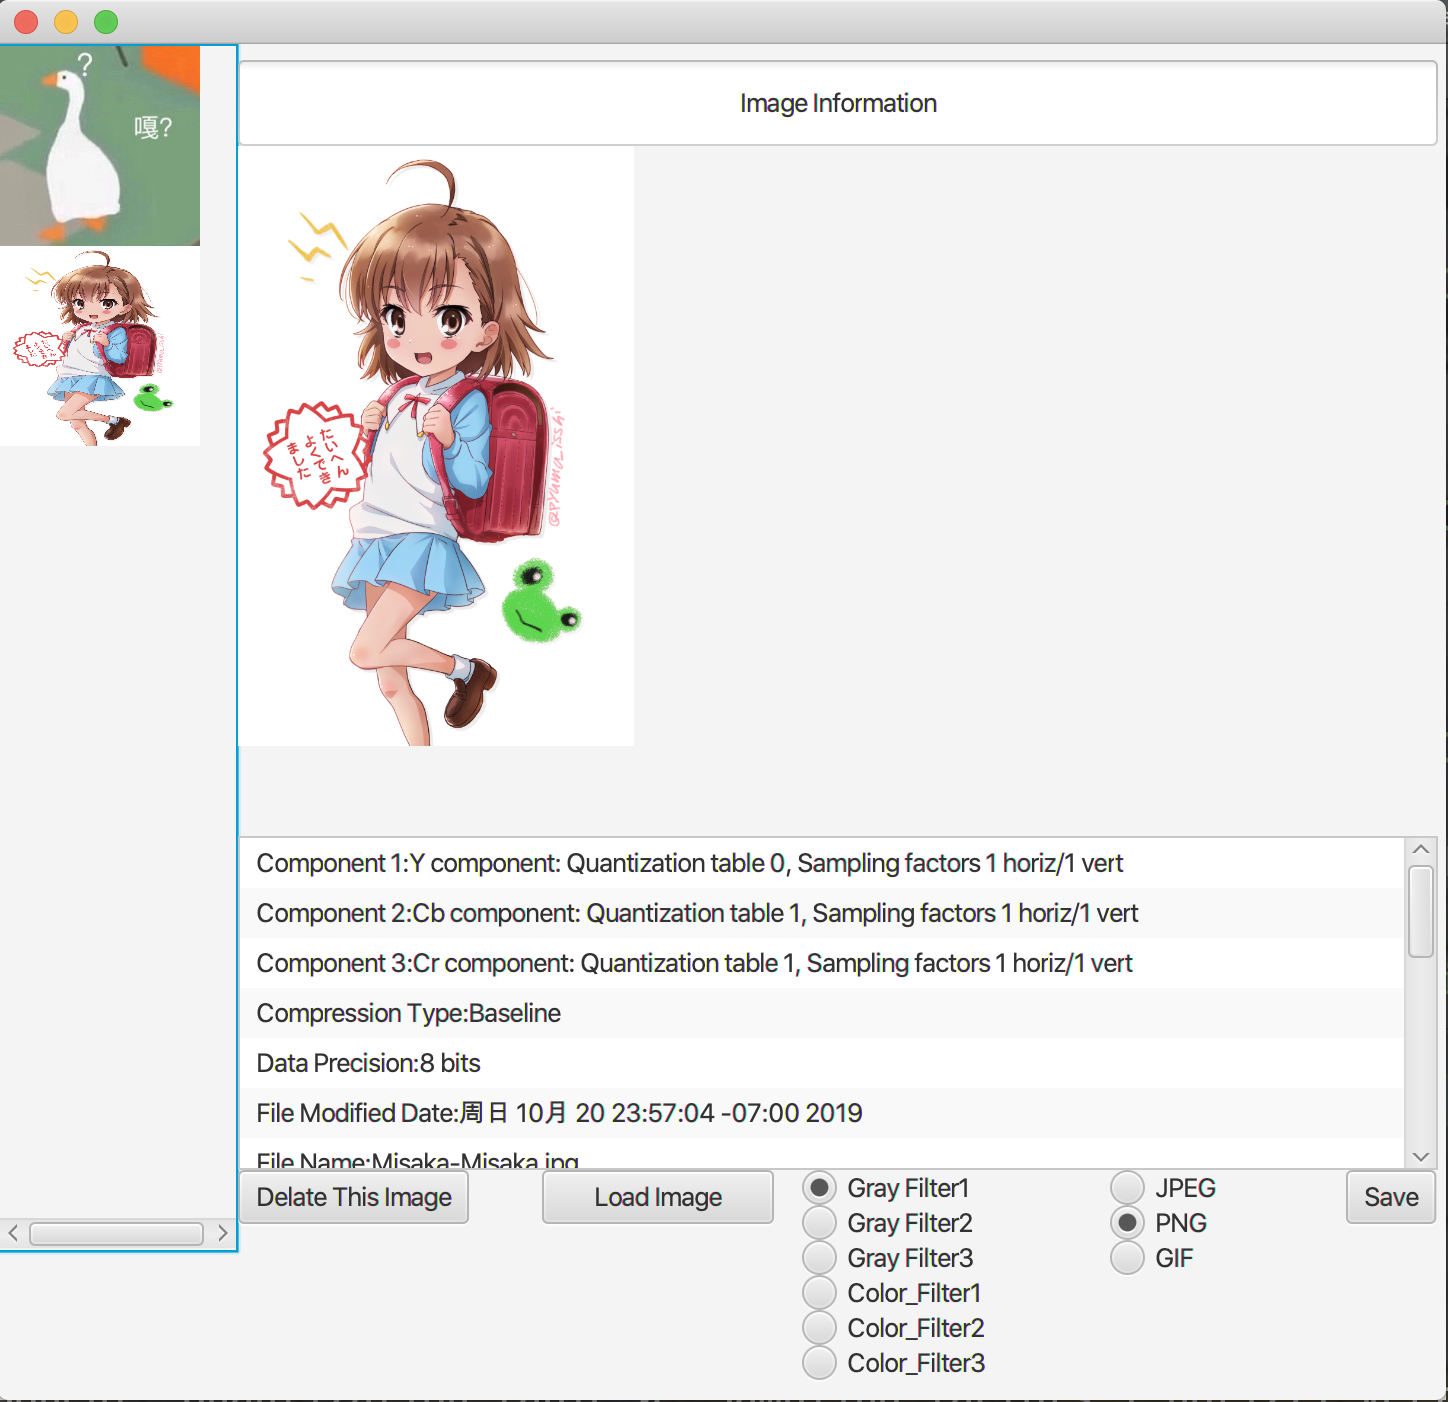 ?
嘎?
Image Information
たいへん
よくでき
ました
@PYuma_isshi
Component 1:Y component: Quantization table 0, Sampling factors 1 horiz/1 vert
Component 2:Cb component: Quantization table 1, Sampling factors 1 horiz/1 vert
Component 3:Cr component: Quantization table 1, Sampling factors 1 horiz/1 vert
Compression Type:Baseline
Data Precision:8 bits
File Modified Date:周日 10月 20 23:57:04 -07:00 2019
File Name:Misaka-Misaka.jpg
Delate This Image
Load Image
Gray Filter1
Gray Filter2
Gray Filter3
Color_Filter1
Color_Filter2
Color_Filter3
JPEG
PNG
GIF
Save